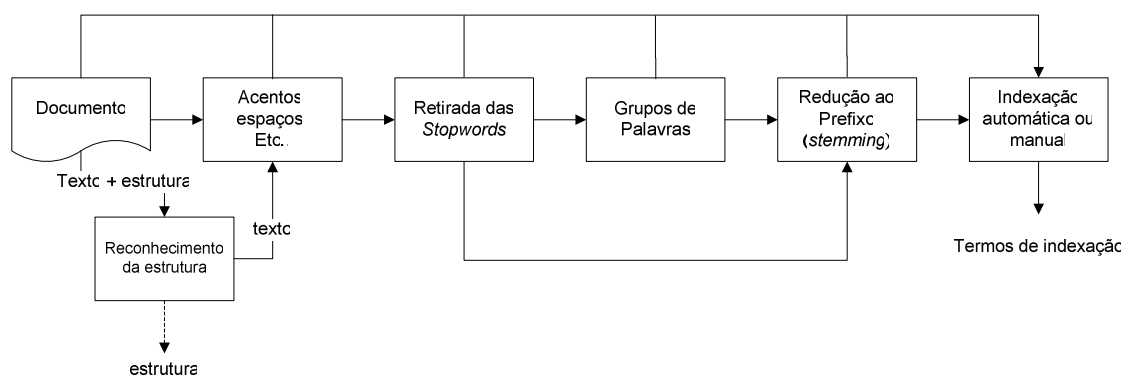 Documento
Acentos
espaços
Etc.
Retirada das
Stopwords
Grupos de
Palavras
Redução ao
Prefixo
(stemming)
Indexação
automática ou
manual
Texto + estrutura
texto
Reconhecimento
da estrutura
Termos de indexação
estrutura